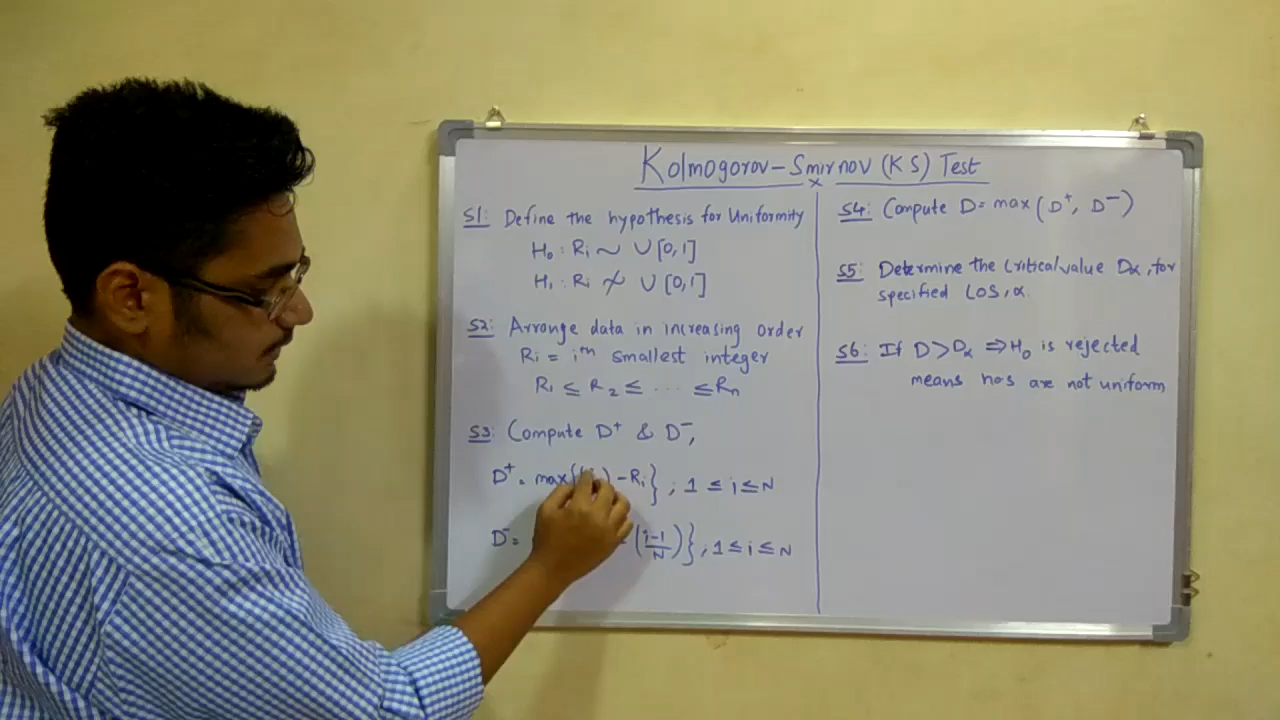 Kolmogorov-Smirnov (KS) Test
S1: Define the hypothesis for Uniformity
H₀: Ri ~ U[0,1]
H₁: Ri ≁ U[0,1]
S2: Arrange data in increasing order
Ri = iᵗʰ smallest integer
R₁ ≤ R₂ ≤ .... ≤ Rn
S3: Compute D⁺ & D⁻,
D⁺ = max{ ) - Ri} ; 1 ≤ i ≤ N
D⁻ = (i-1/N)} , 1 ≤ i ≤ N
S4: Compute D = max (D⁺, D⁻)
S5: Determine the Critical value Dα, for
specified LOS, α.
S6: If D > Dα ⇒ H₀ is rejected
means nos are not uniform